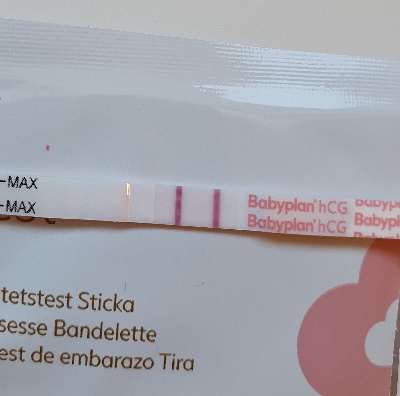 -MAX
-MAX
Babyplan® hCG
Babyplan® hCG
tetstest Sticka
sesse Bandelette
est de embarazo Tira